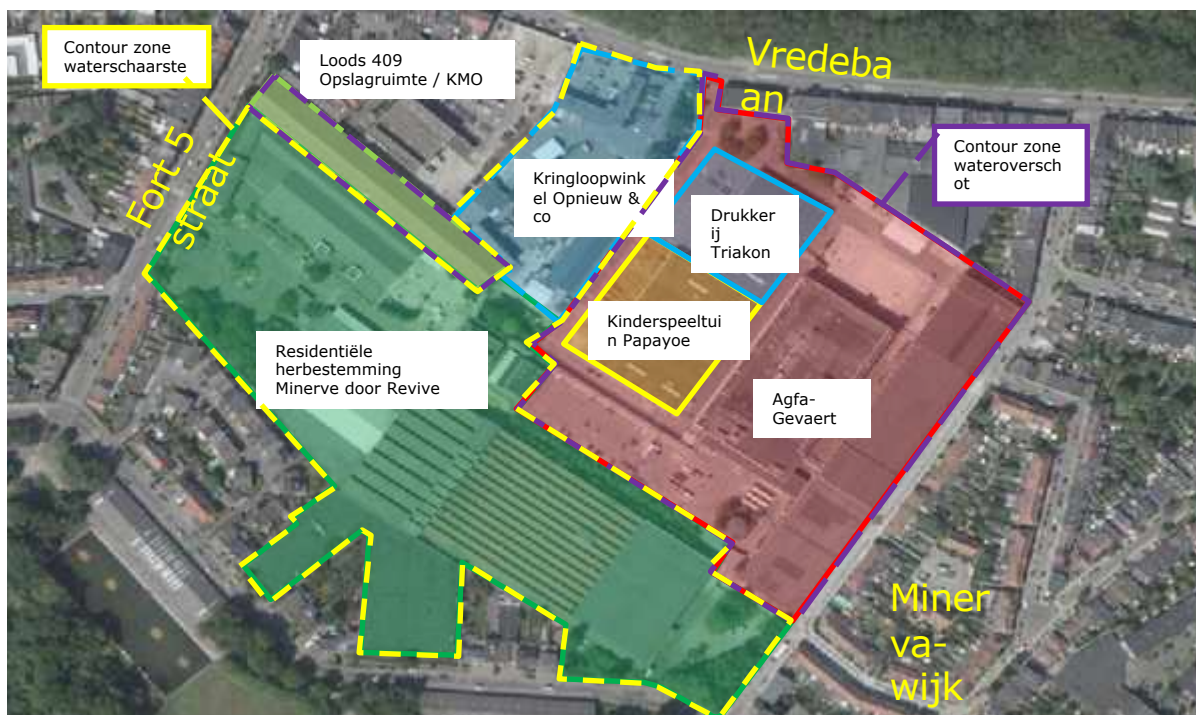 Contour zone
waterschaarste
Loods 409
Opslagruimte / KMO
Vredeba
an
Contour zone
wateroversch
ot
Fort 5
straat
Kringloopwink
el Opnieuw &
co
Drukker
ij
Triakon
Kinderspeeltui
n Papayoe
Residentiële
herbestemming
Minerve door Revive
Agfa-
Gevaert
Miner
va-
wijk